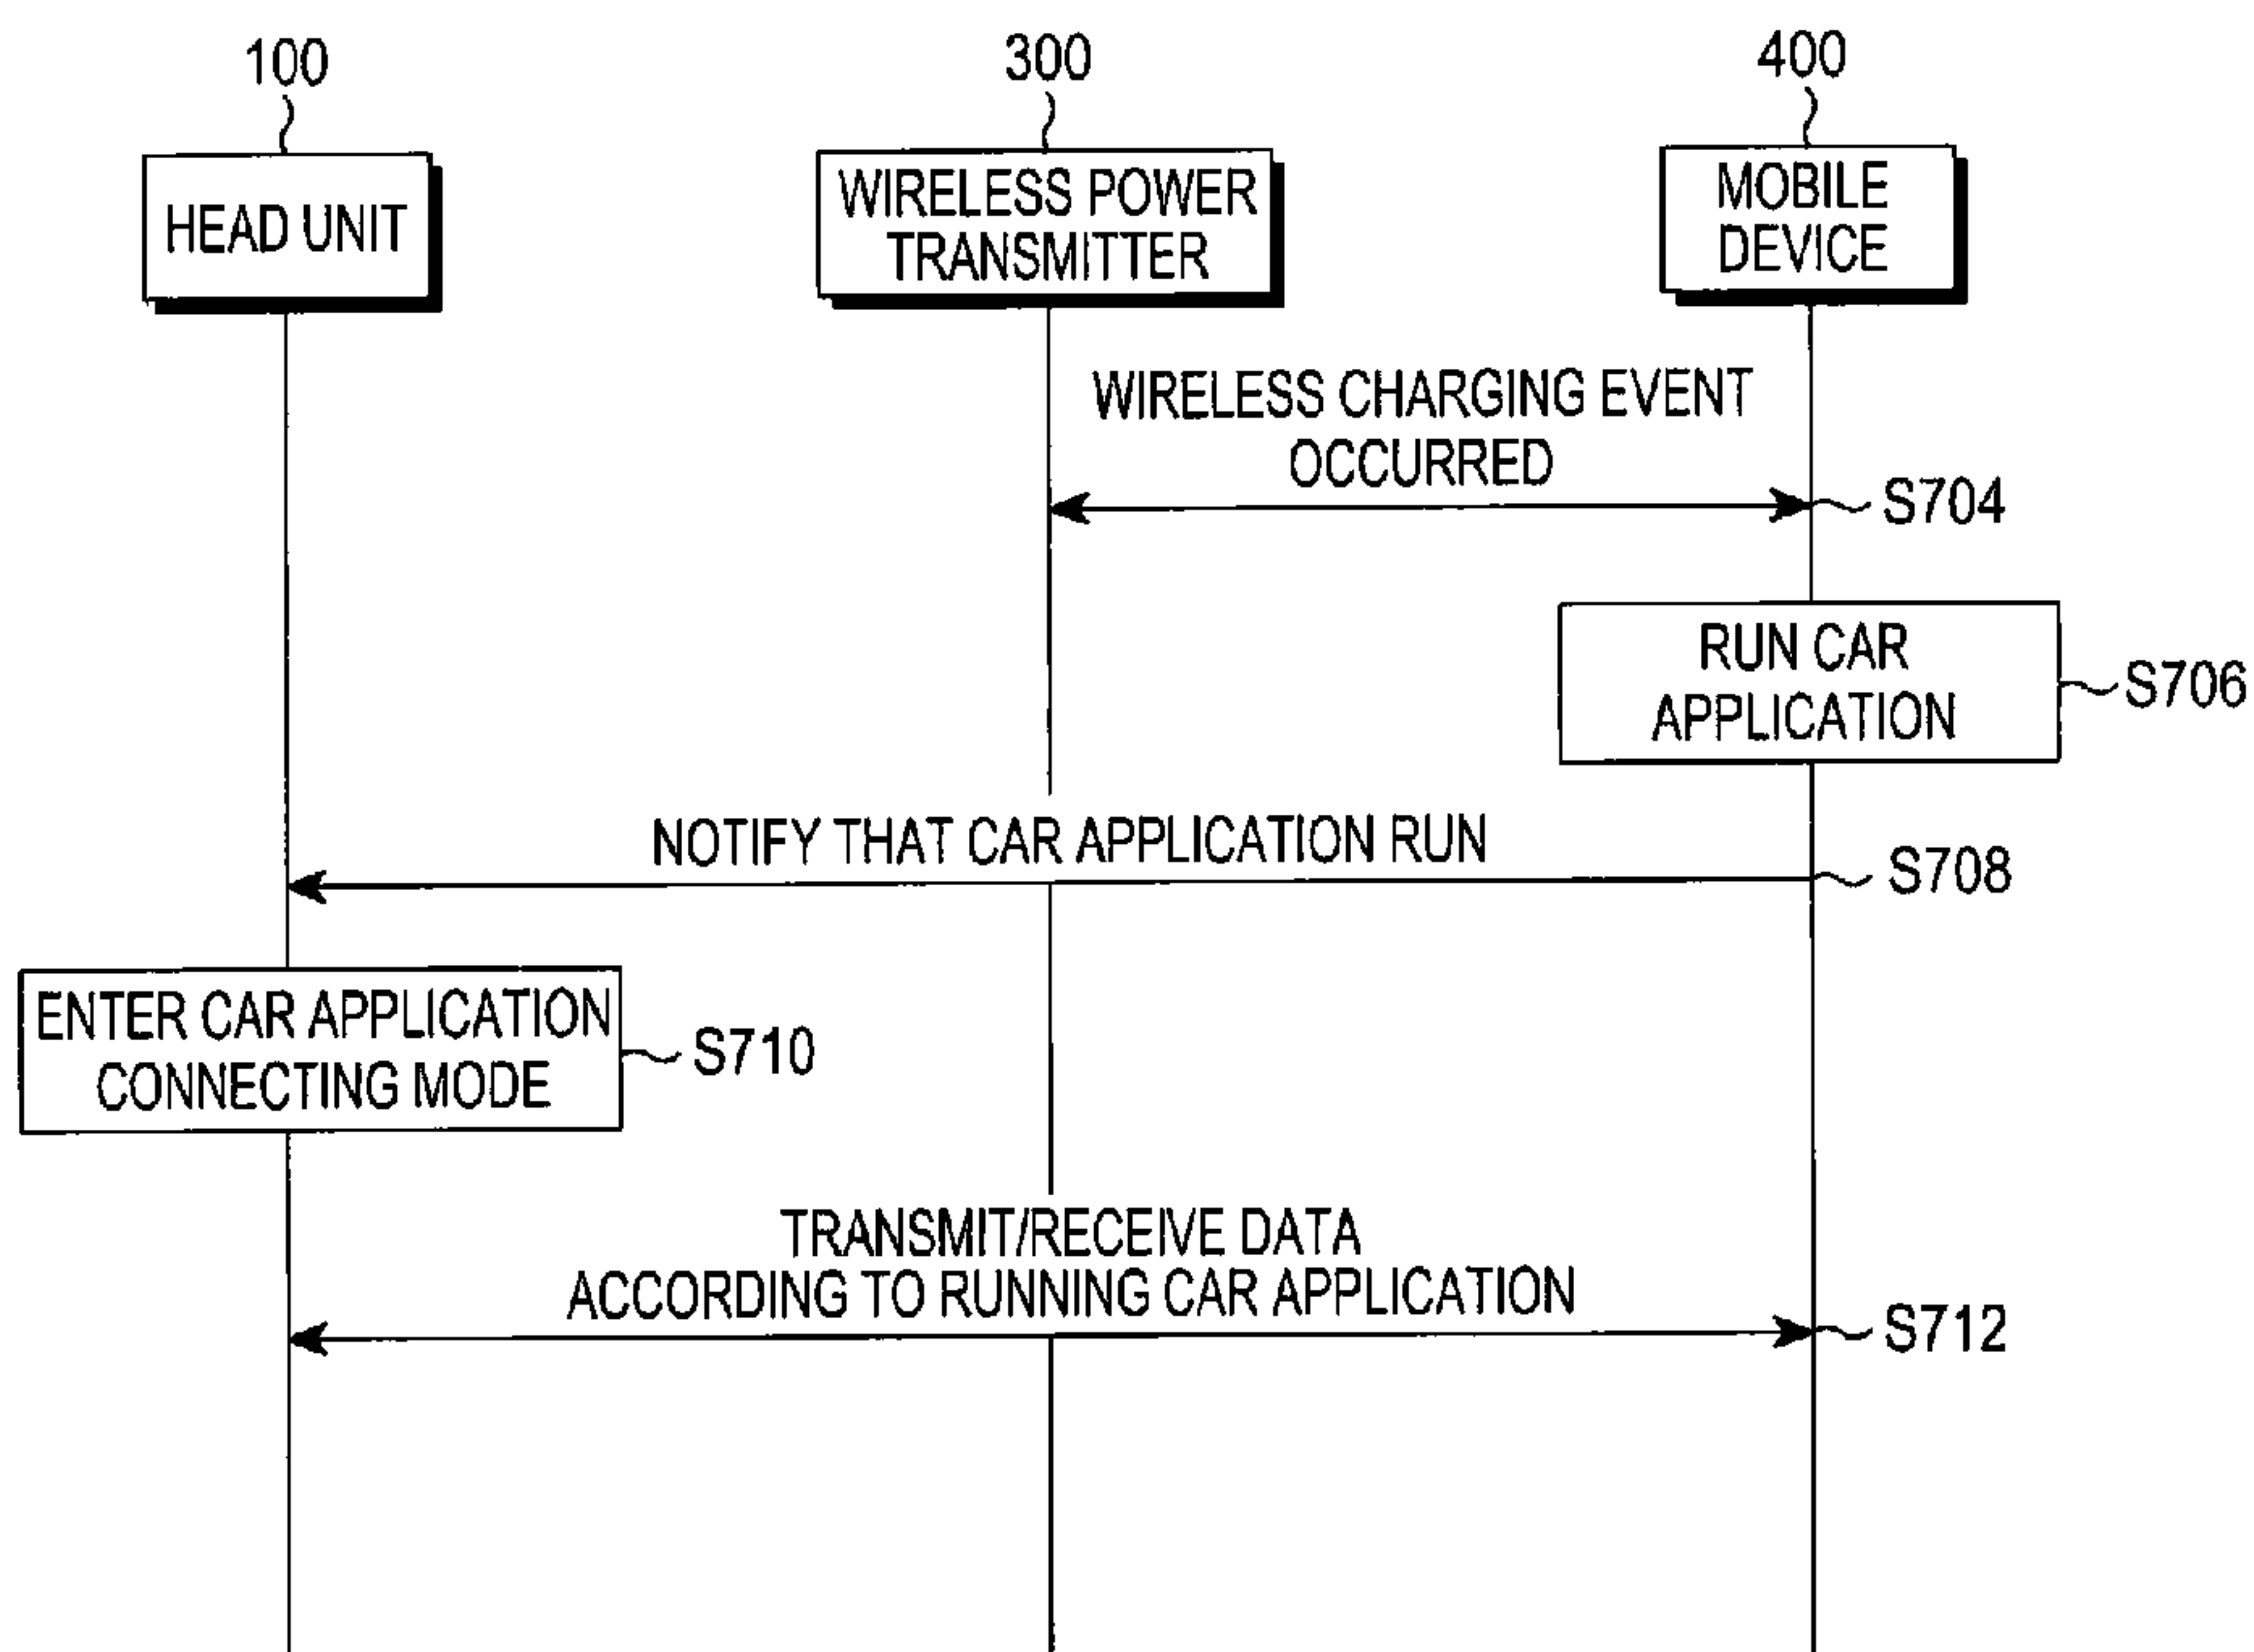 100
300
400
HEAD UNIT
WIRELESS POWER
TRANSMITTER
MOBILE
DEVICE
WIRELESS CHARGING EVENT
OCCURRED
S704
RUN CAR
APPLICATION
S706
NOTIFY THAT CAR APPLICATION RUN
S708
ENTER CAR APPLICATION
CONNECTING MODE
S710
TRANSMIT/RECEIVE DATA
ACCORDING TO RUNNING CAR APPLICATION
S712